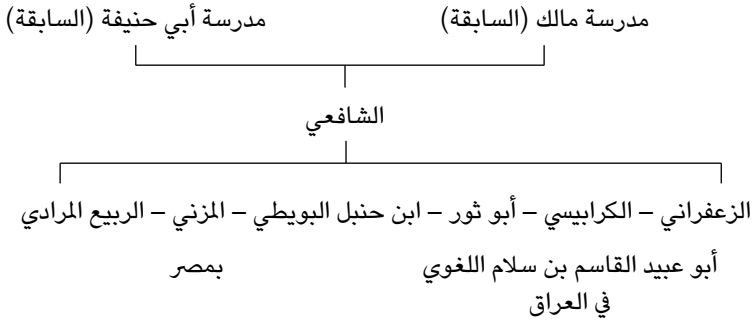 مدرسة مالك (السابقة) مدرسة أبي حنيفة (السابقة)
الشافعي
الزعفراني – الكرابيسي – أبو ثور – ابن حنبل البويطي – المزني – الربيع المرادي
أبو عبيد القاسم بن سلام اللغوي بمصر
في العراق